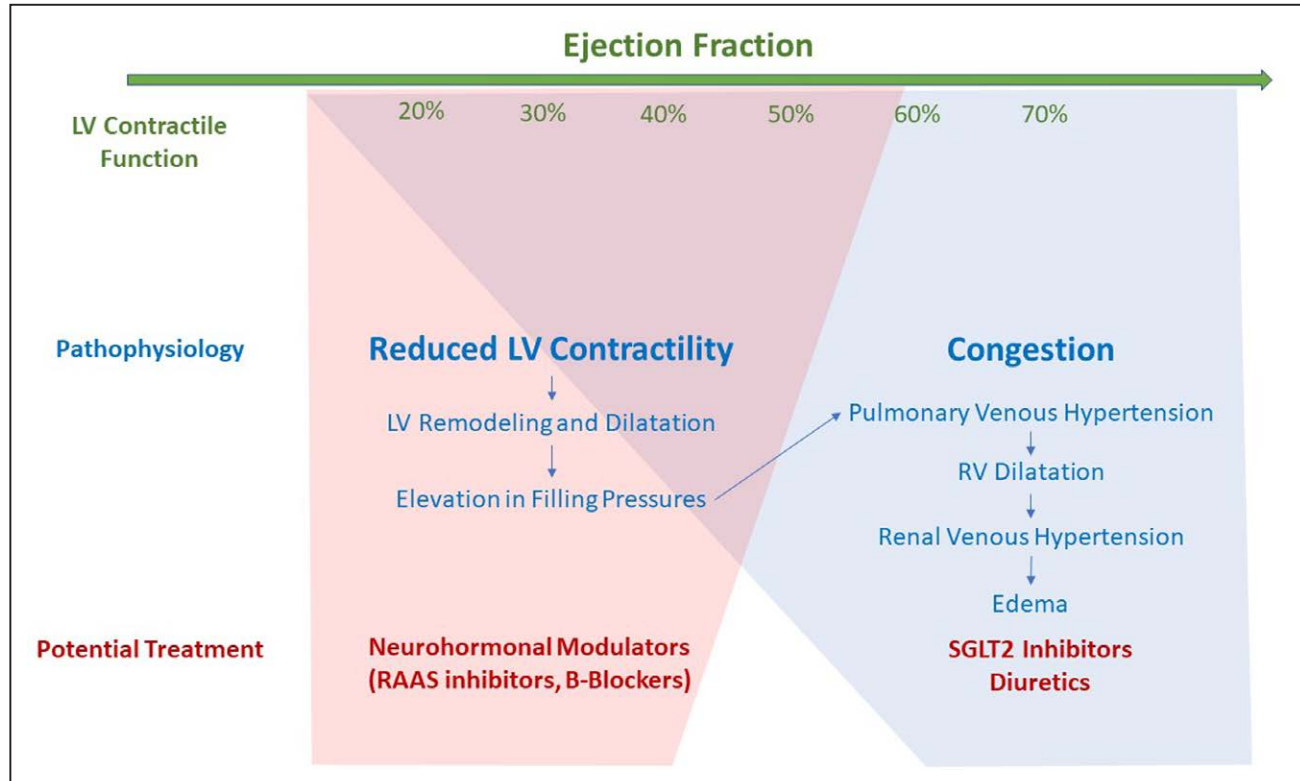 Ejection Fraction
LV Contractile
Function
20% 30% 40% 50% 60% 70%
Pathophysiology
Reduced LV Contractility
LV Remodeling and Dilatation
Elevation in Filling Pressures
Congestion
Pulmonary Venous Hypertension
RV Dilatation
Renal Venous Hypertension
Edema
Potential Treatment
Neurohormonal Modulators
(RAAS inhibitors, B-Blockers)
SGLT2 Inhibitors
Diuretics